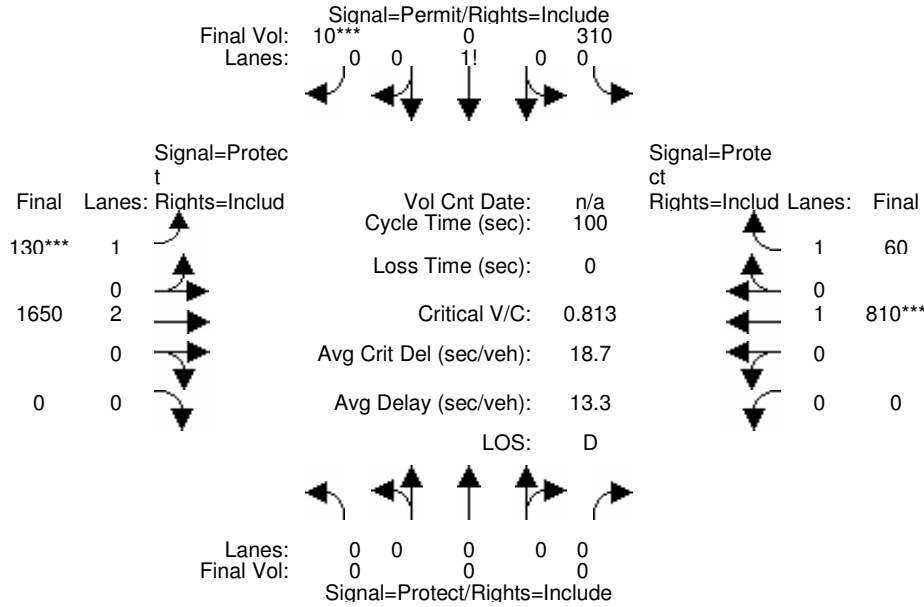 Signal=Permit/Rights=Include
Final Vol: 10*** 0 310
Lanes: 0 0 1! 0 0
Signal=Protec
t
Signal=Prote
ct
Final Lanes: Rights=Includ Vol Cnt Date: n/a Rights=Includ Lanes: Final
Cycle Time (sec): 100
130*** 1 1 60
Loss Time (sec): 0
0 0
1650 2 Critical V/C: 0.813 1 810***
0 Avg Crit Del (sec/veh): 18.7 0
0 0 Avg Delay (sec/veh): 13.3 0 0
LOS: D
Lanes: 0 0 0 0 0
Final Vol: 0 0 0
Signal=Protect/Rights=Include